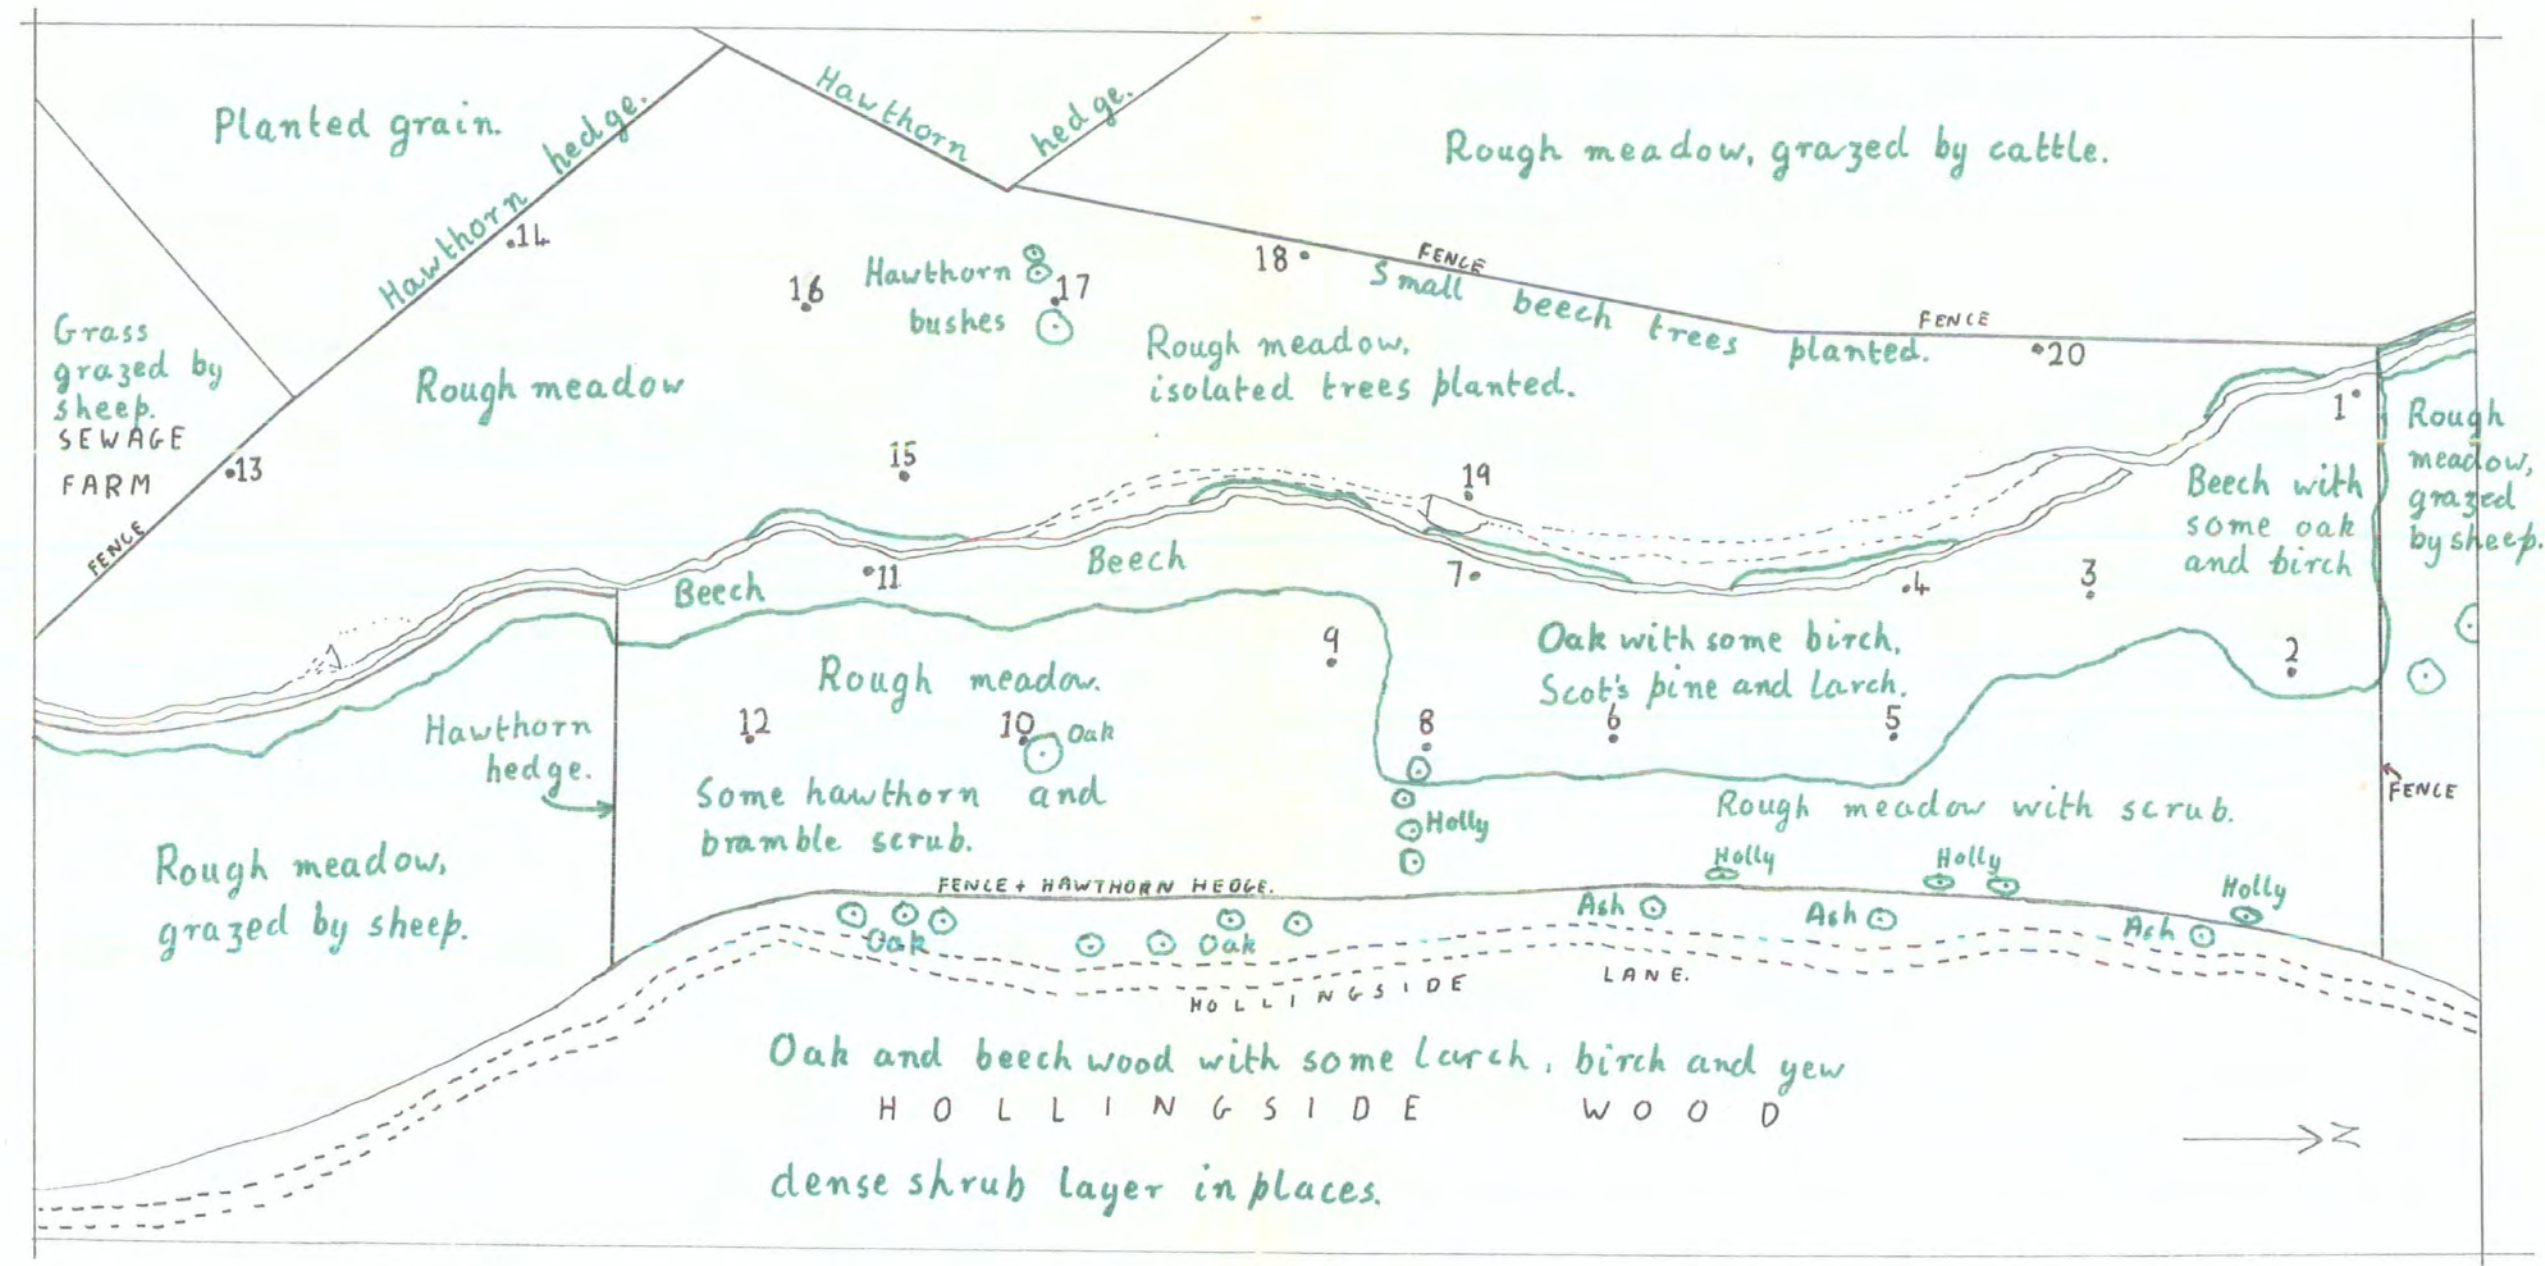 Planted grain.
Hawthorn hedge.
Hawthorn
hedge.
Rough meadow, grazed by cattle.
.14
16
Hawthorn
bushes
17
18
FENCE
Small beech trees planted.
FENCE
20
Grass
grazed by
sheep.
SEWAGE
FARM
13
FENCE
Rough meadow
Rough meadow,
isolated trees planted.
1
Rough
meadow,
grazed
by sheep.
15
19
Beech with
some oak
and birch
Beech
11
Beech
7
4
3
9
Oak with some birch,
Scot's pine and larch.
2
Rough meadow.
Hawthorn
hedge.
12
10
Oak
8
6
5
Some hawthorn and
bramble scrub.
Holly
Rough meadow with scrub.
FENCE
Rough meadow,
grazed by sheep.
FENCE + HAWTHORN HEDGE.
Holly
Holly
Holly
Oak
Oak
Ash
Ash
Ash
HOLLINGSIDE LANE.
Oak and beech wood with some larch, birch and yew
HOLLINGSIDE WOOD
dense shrub layer in places.
N